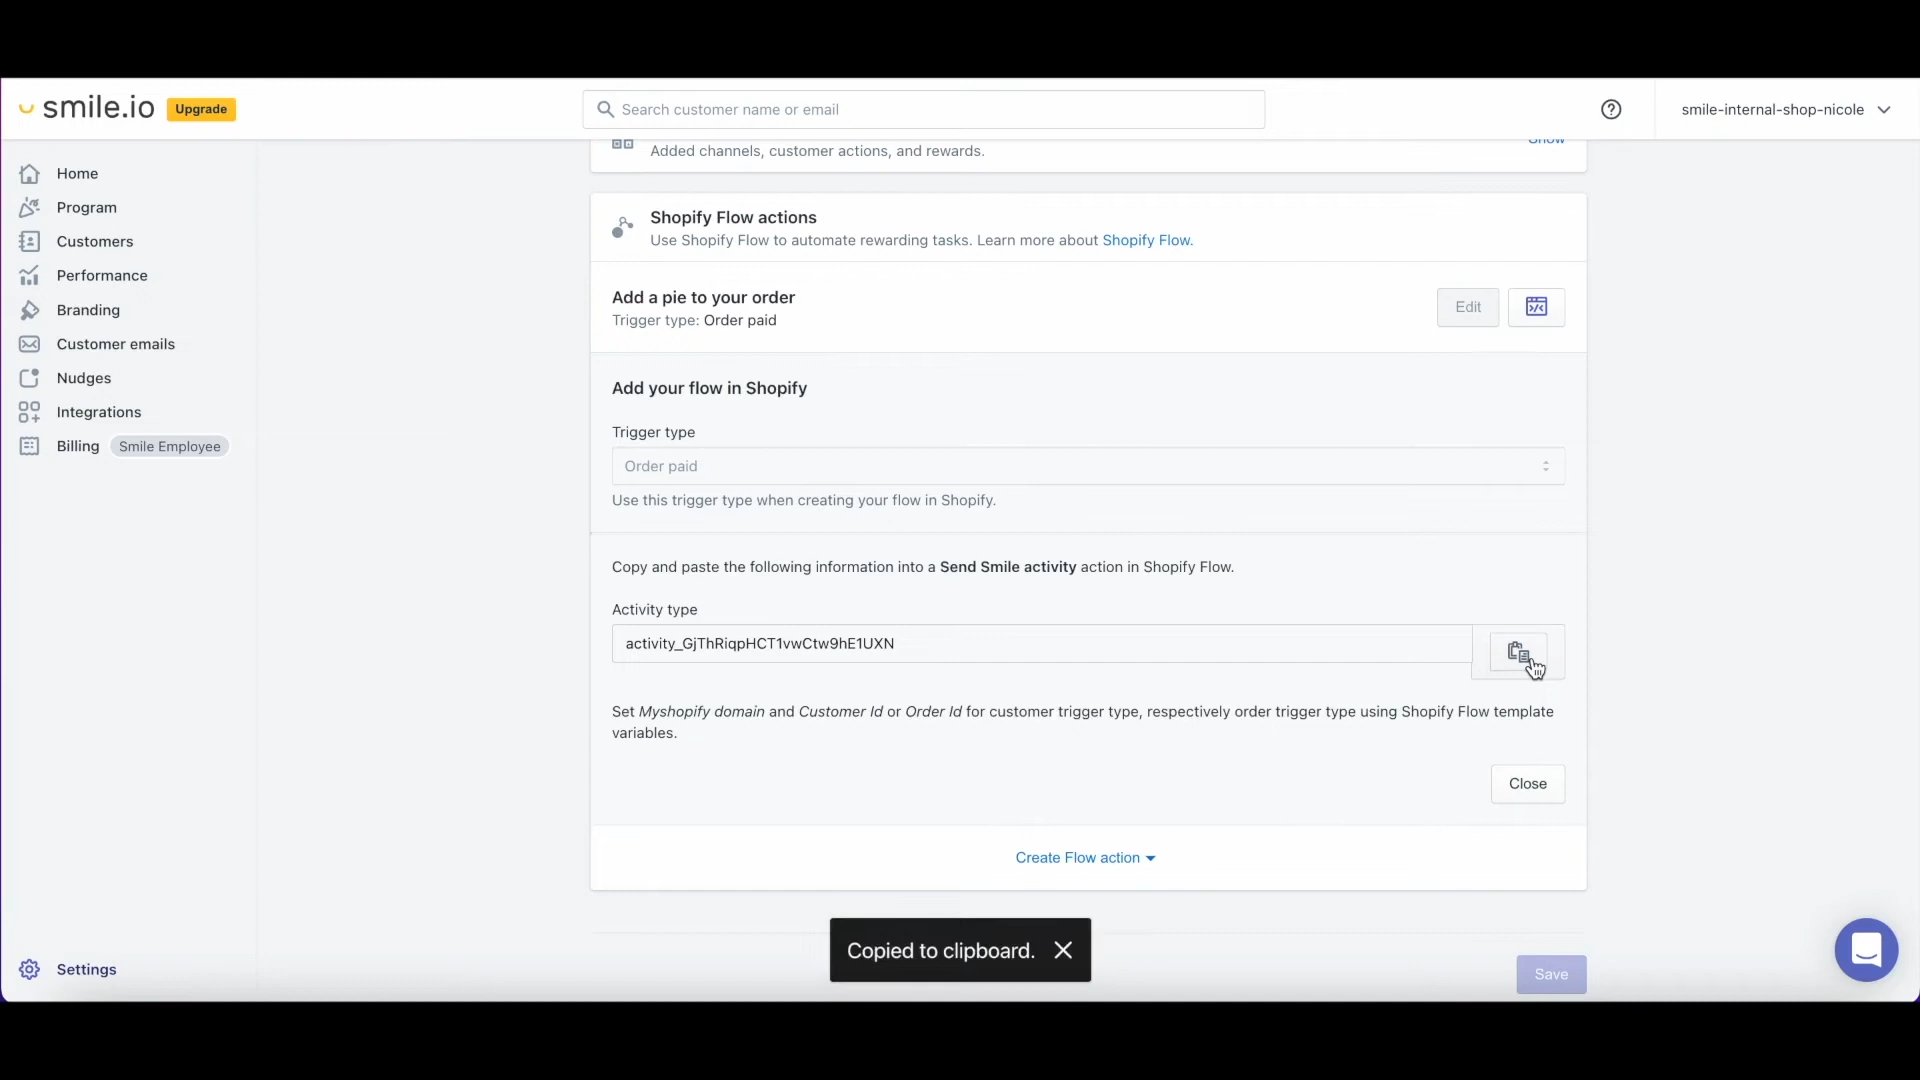 smile.io Upgrade
Search customer name or email
smile-internal-shop-nicole
Home
Program
Customers
Performance
Branding
Customer emails
Nudges
Integrations
Billing Smile Employee
Settings
Added channels, customer actions, and rewards.
Show
Shopify Flow actions
Use Shopify Flow to automate rewarding tasks. Learn more about Shopify Flow.
Add a pie to your order
Trigger type: Order paid
Edit
Add your flow in Shopify
Trigger type
Order paid
Use this trigger type when creating your flow in Shopify.
Copy and paste the following information into a Send Smile activity action in Shopify Flow.
Activity type
activity_GjThRiqpHCT1vwCtw9hE1UXN
Set Myshopify domain and Customer Id or Order Id for customer trigger type, respectively order trigger type using Shopify Flow template
variables.
Close
Create Flow action
Copied to clipboard.
Save